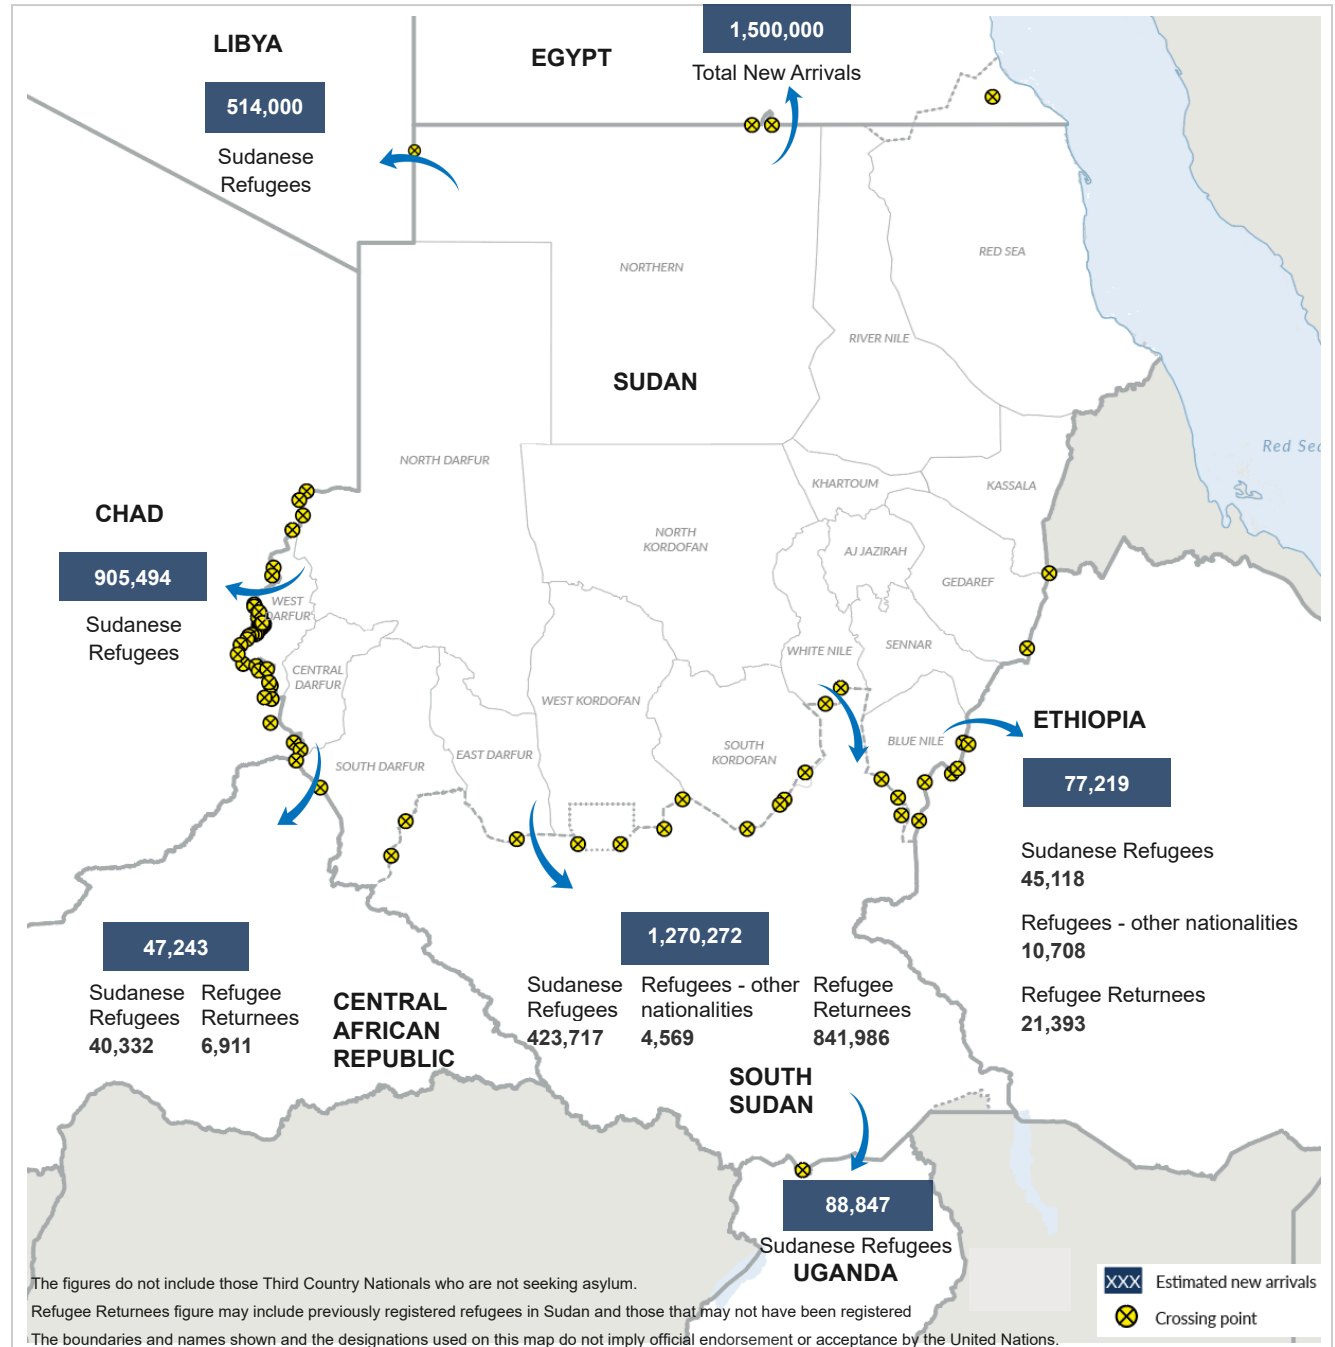 LIBYA
514,000
Sudanese
Refugees
EGYPT
1,500,000
Total New Arrivals
NORTHERN
RED SEA
RIVER NILE
SUDAN
NORTH DARFUR
KHARTOUM
KASSALA
NORTH
KORDOFAN
AJ JAZIRAH
GEDAREF
Red Sea
CHAD
905,494
Sudanese
Refugees
WEST
DARFUR
CENTRAL
DARFUR
WHITE NILE
SENNAR
WEST KORDOFAN
SOUTH
KORDOFAN
BLUE NILE
EAST DARFUR
SOUTH DARFUR
ETHIOPIA
77,219
Sudanese Refugees
45,118
Refugees - other nationalities
10,708
Refugee Returnees
21,393
47,243
Sudanese
Refugees
40,332
Refugee
Returnees
6,911
CENTRAL
AFRICAN
REPUBLIC
1,270,272
Sudanese
Refugees
423,717
Refugees - other
nationalities
4,569
Refugee
Returnees
841,986
SOUTH
SUDAN
88,847
Sudanese Refugees
UGANDA
The figures do not include those Third Country Nationals who are not seeking asylum.
Refugee Returnees figure may include previously registered refugees in Sudan and those that may not have been registered
The boundaries and names shown and the designations used on this map do not imply official endorsement or acceptance by the United Nations.
XXX Estimated new arrivals
Crossing point